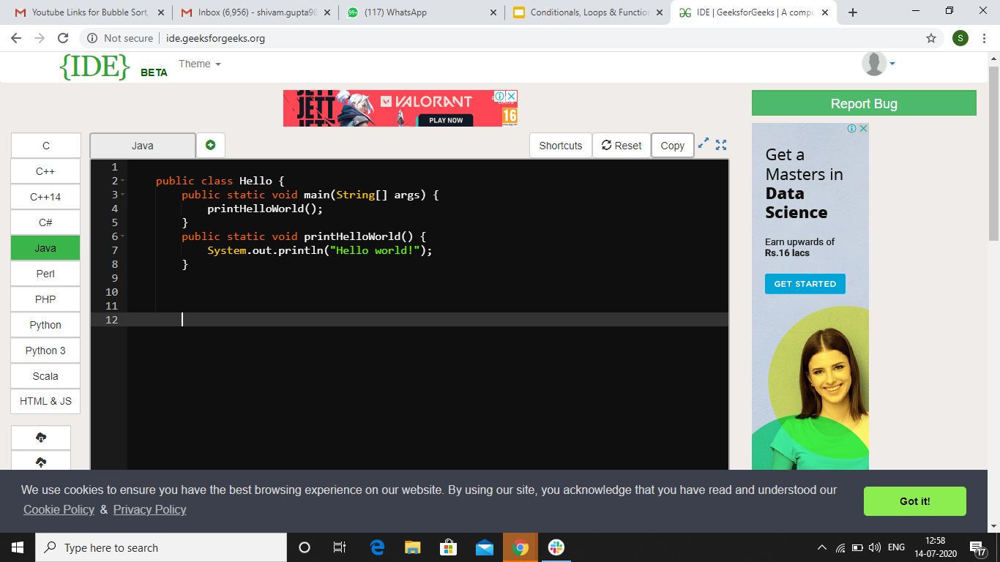 Youtube Links for Bubble Sort,
Inbox (6,956) - shivam.gupta98
99+ (117) WhatsApp
Conditionals, Loops & Function
IDE | GeeksforGeeks | A compu
Not secure | ide.geeksforgeeks.org
S
{IDE} BETA
Theme
JETT
JETT
VALORANT
PLAY NOW
16
Report Bug
C
C++
C++14
C#
Java
Perl
PHP
Python
Python 3
Scala
HTML & JS
Java
Shortcuts
Reset
Copy
1
2 public class Hello {
3 public static void main(String[] args) {
4 printHelloWorld();
5 }
6 public static void printHelloWorld() {
7 System.out.println("Hello world!");
8 }
9
10
11
12
Get a
Masters in
Data
Science
Earn upwards of
Rs.16 lacs
GET STARTED
We use cookies to ensure you have the best browsing experience on our website. By using our site, you acknowledge that you have read and understood our
Cookie Policy & Privacy Policy
Got it!
Type here to search
ENG
12:58
14-07-2020
17